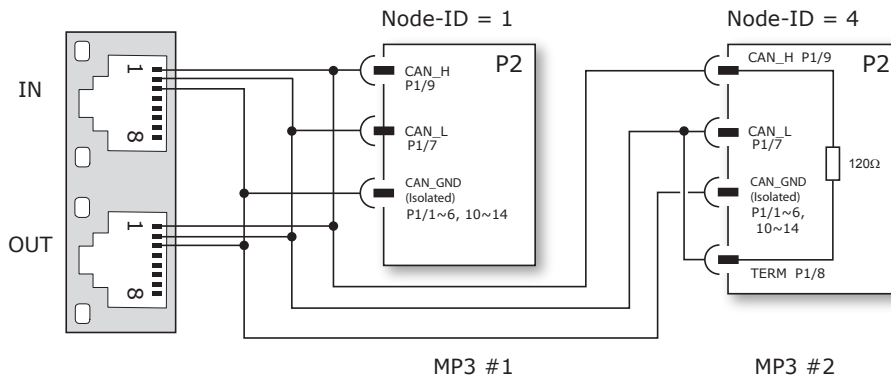 Node-ID = 1
Node-ID = 4
IN
1
8
OUT
1
8
P2
CAN_H
P1/9
CAN_L
P1/7
CAN_GND
(Isolated)
P1/1~6, 10~14
P2
CAN_H P1/9
CAN_L
P1/7
120Ω
CAN_GND
(Isolated)
P1/1~6,
10~14
TERM P1/8
MP3 #1
MP3 #2